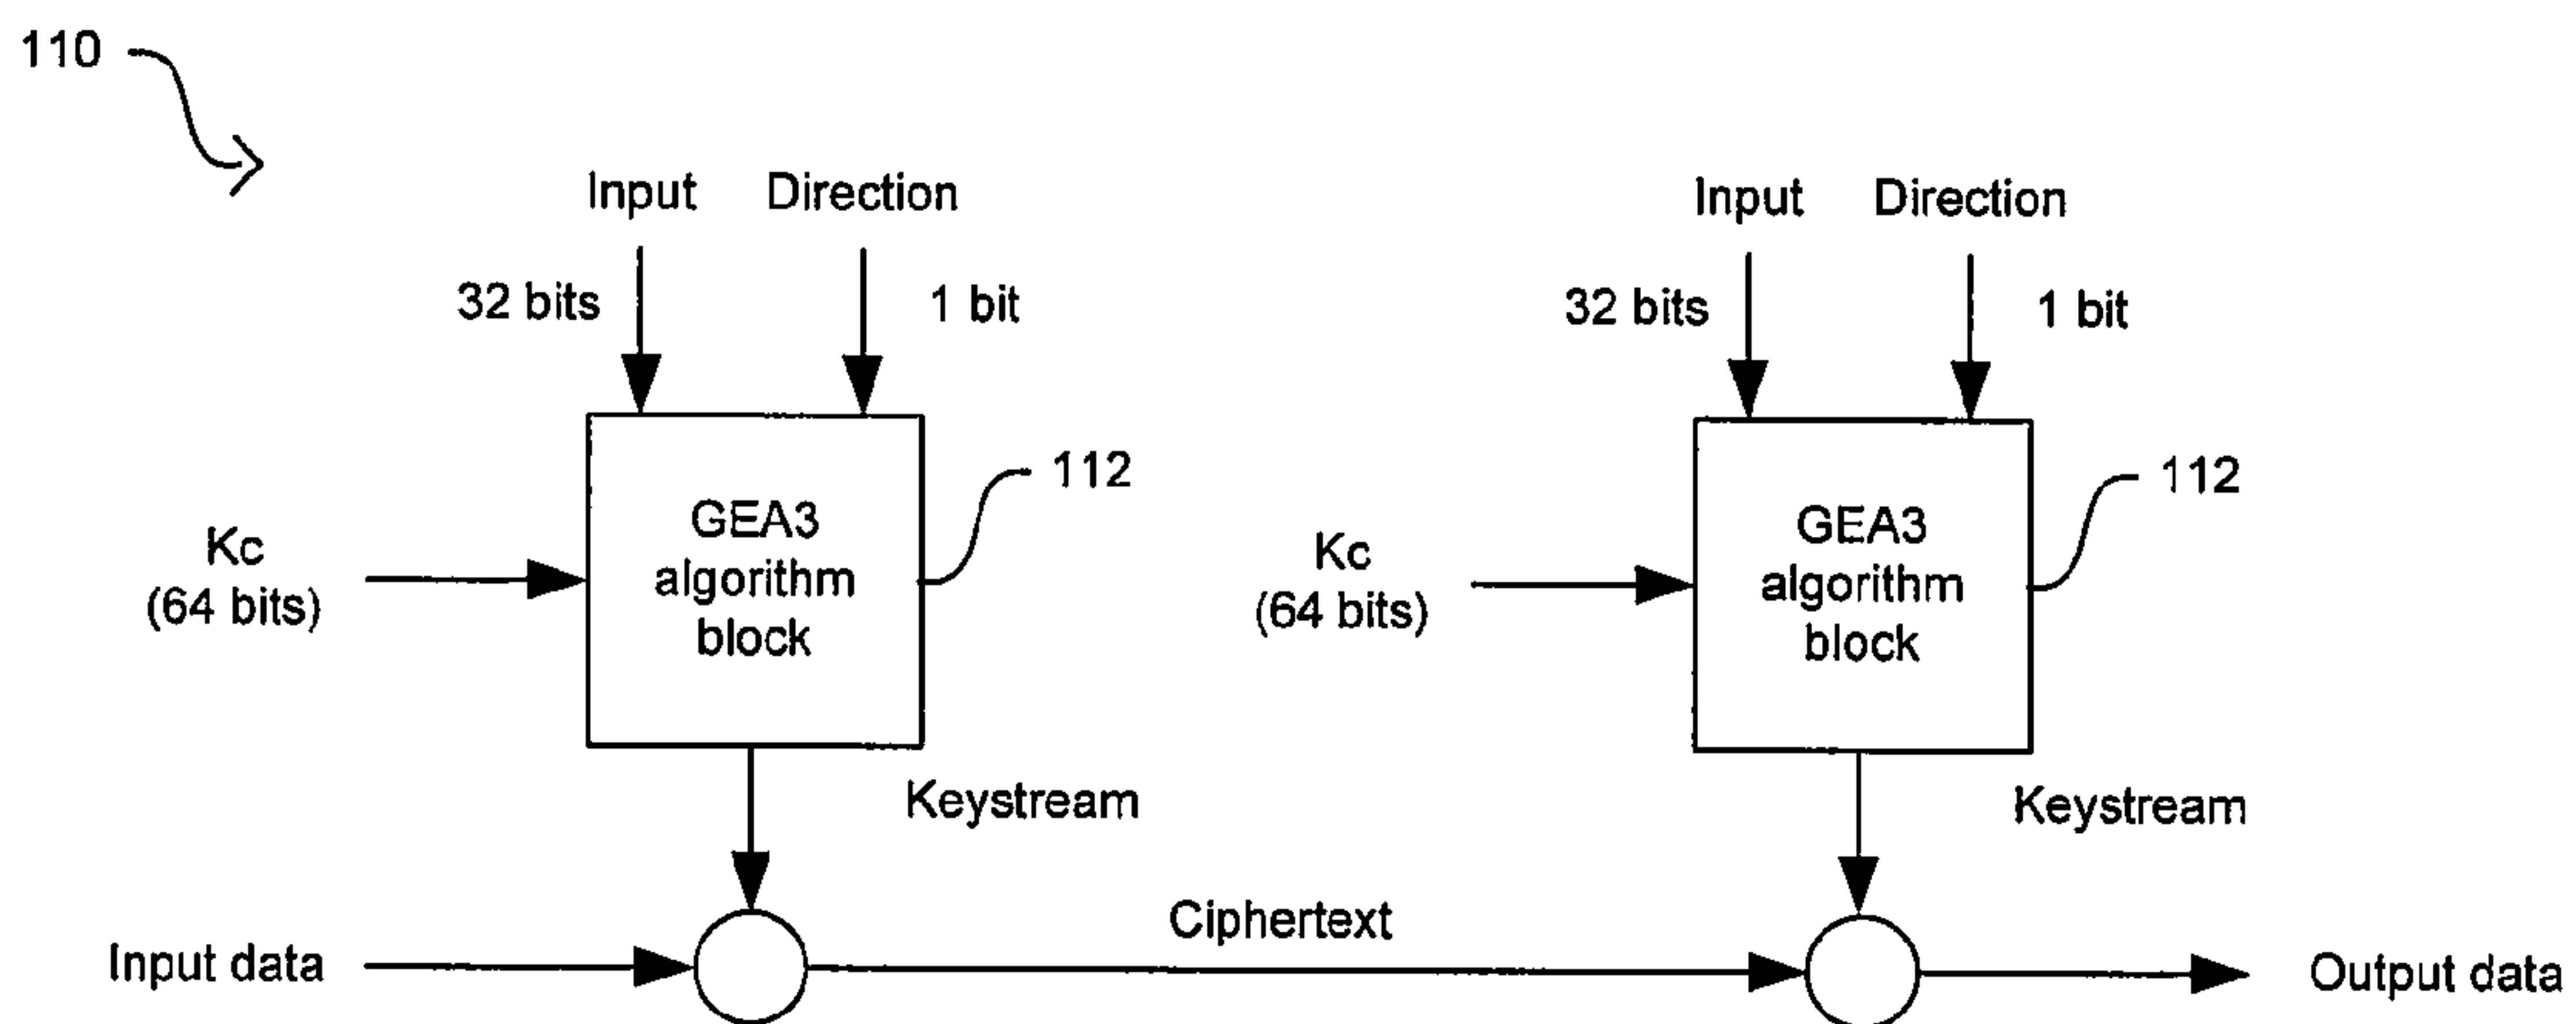 110
Input Direction
32 bits 1 bit
GEA3
algorithm
block
112
Kc
(64 bits)
Keystream
Input data
Ciphertext
Input Direction
32 bits 1 bit
GEA3
algorithm
block
112
Kc
(64 bits)
Keystream
Output data